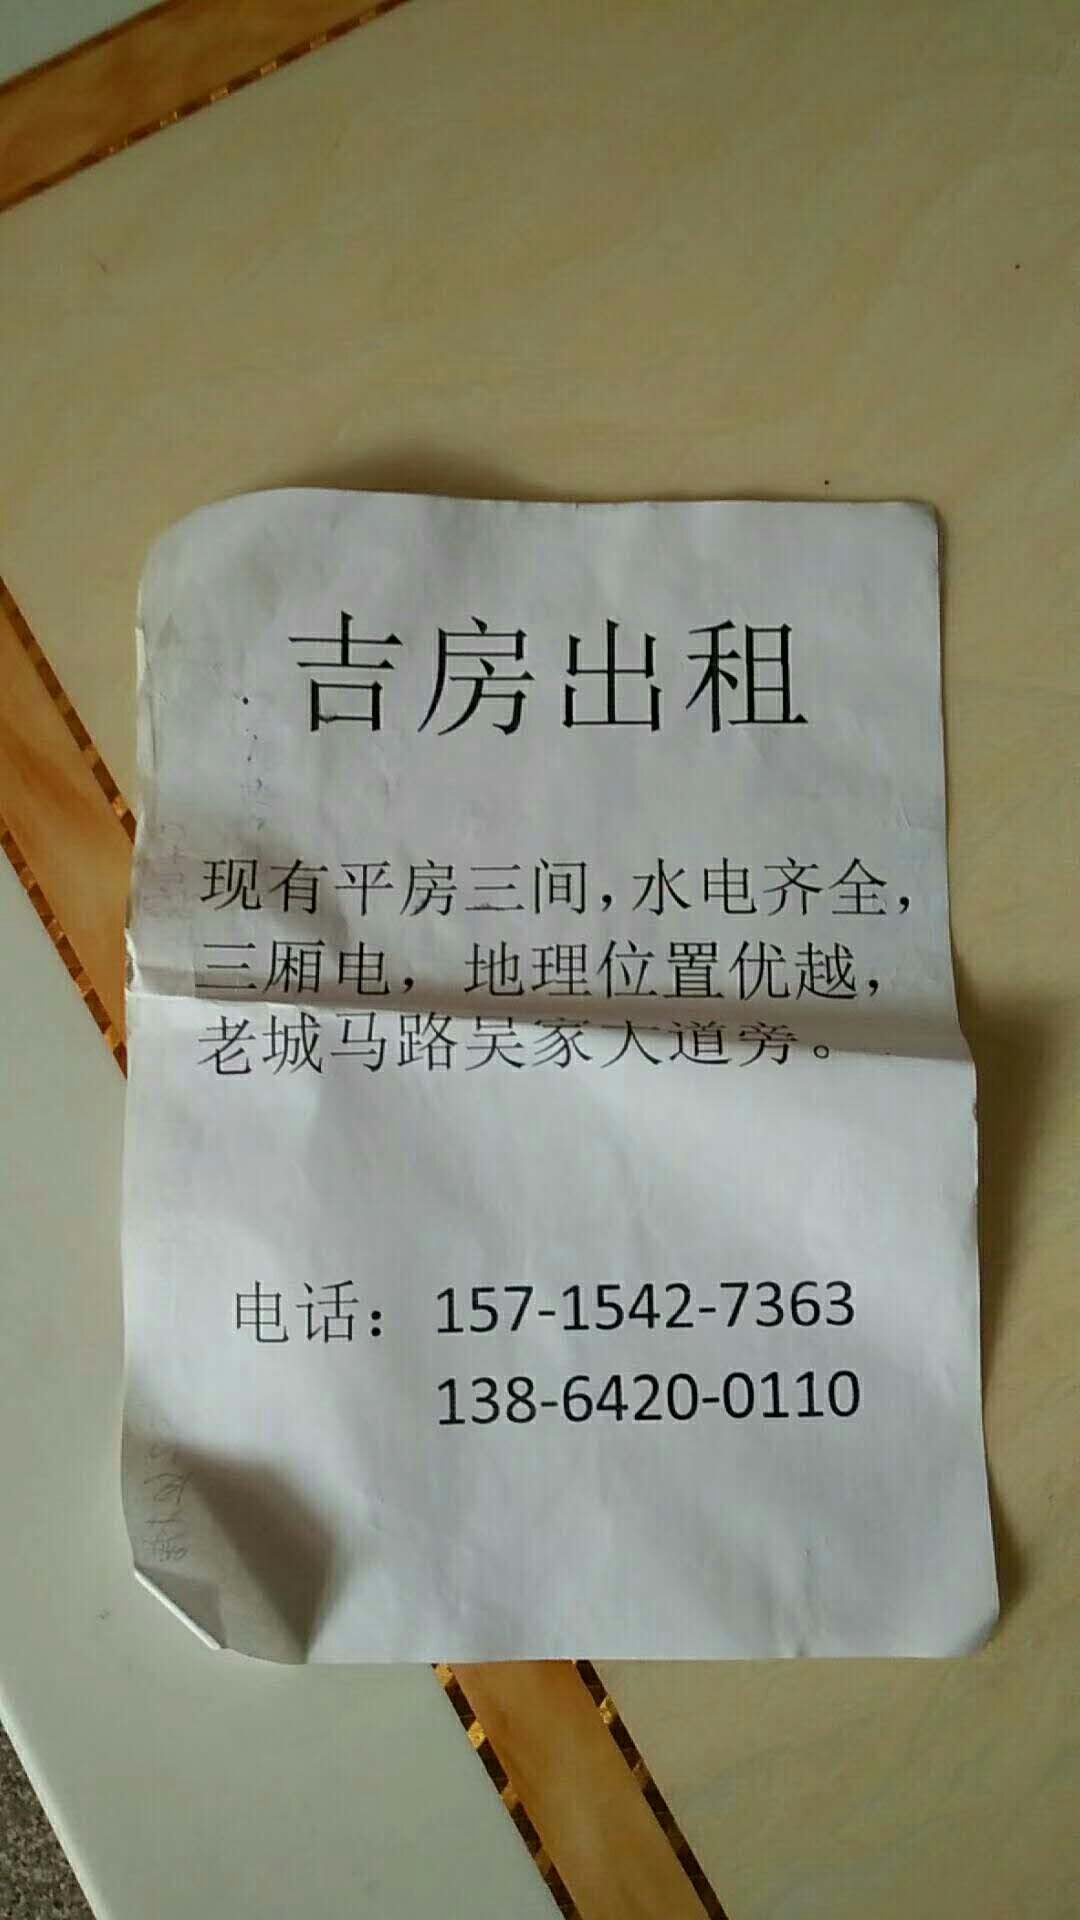 吉房出租
现有平房三间，水电齐全，
三厢电，地理位置优越，
老城马路吴家大道旁。
电话：157-1542-7363
138-6420-0110